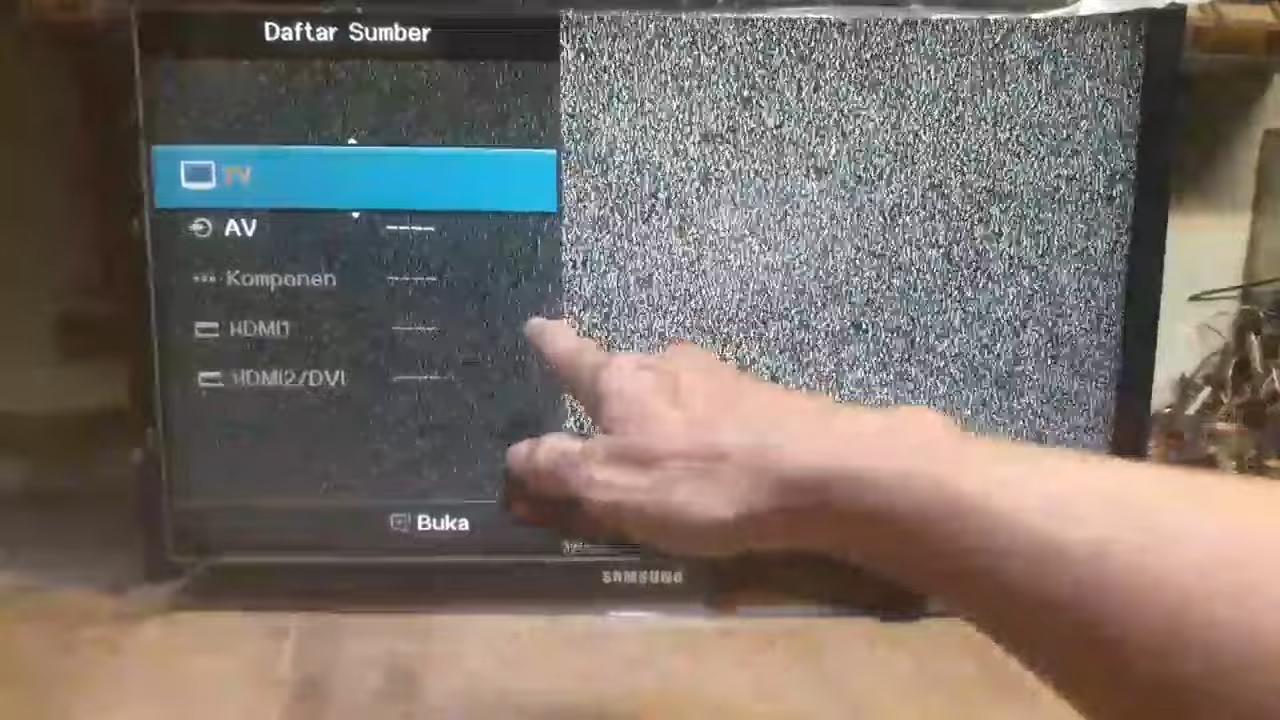 Daftar Sumber
TV
AV ----
Komponen ----
HDMI1 ----
HDMI2/DVI ----
Buka
SAMSUNG